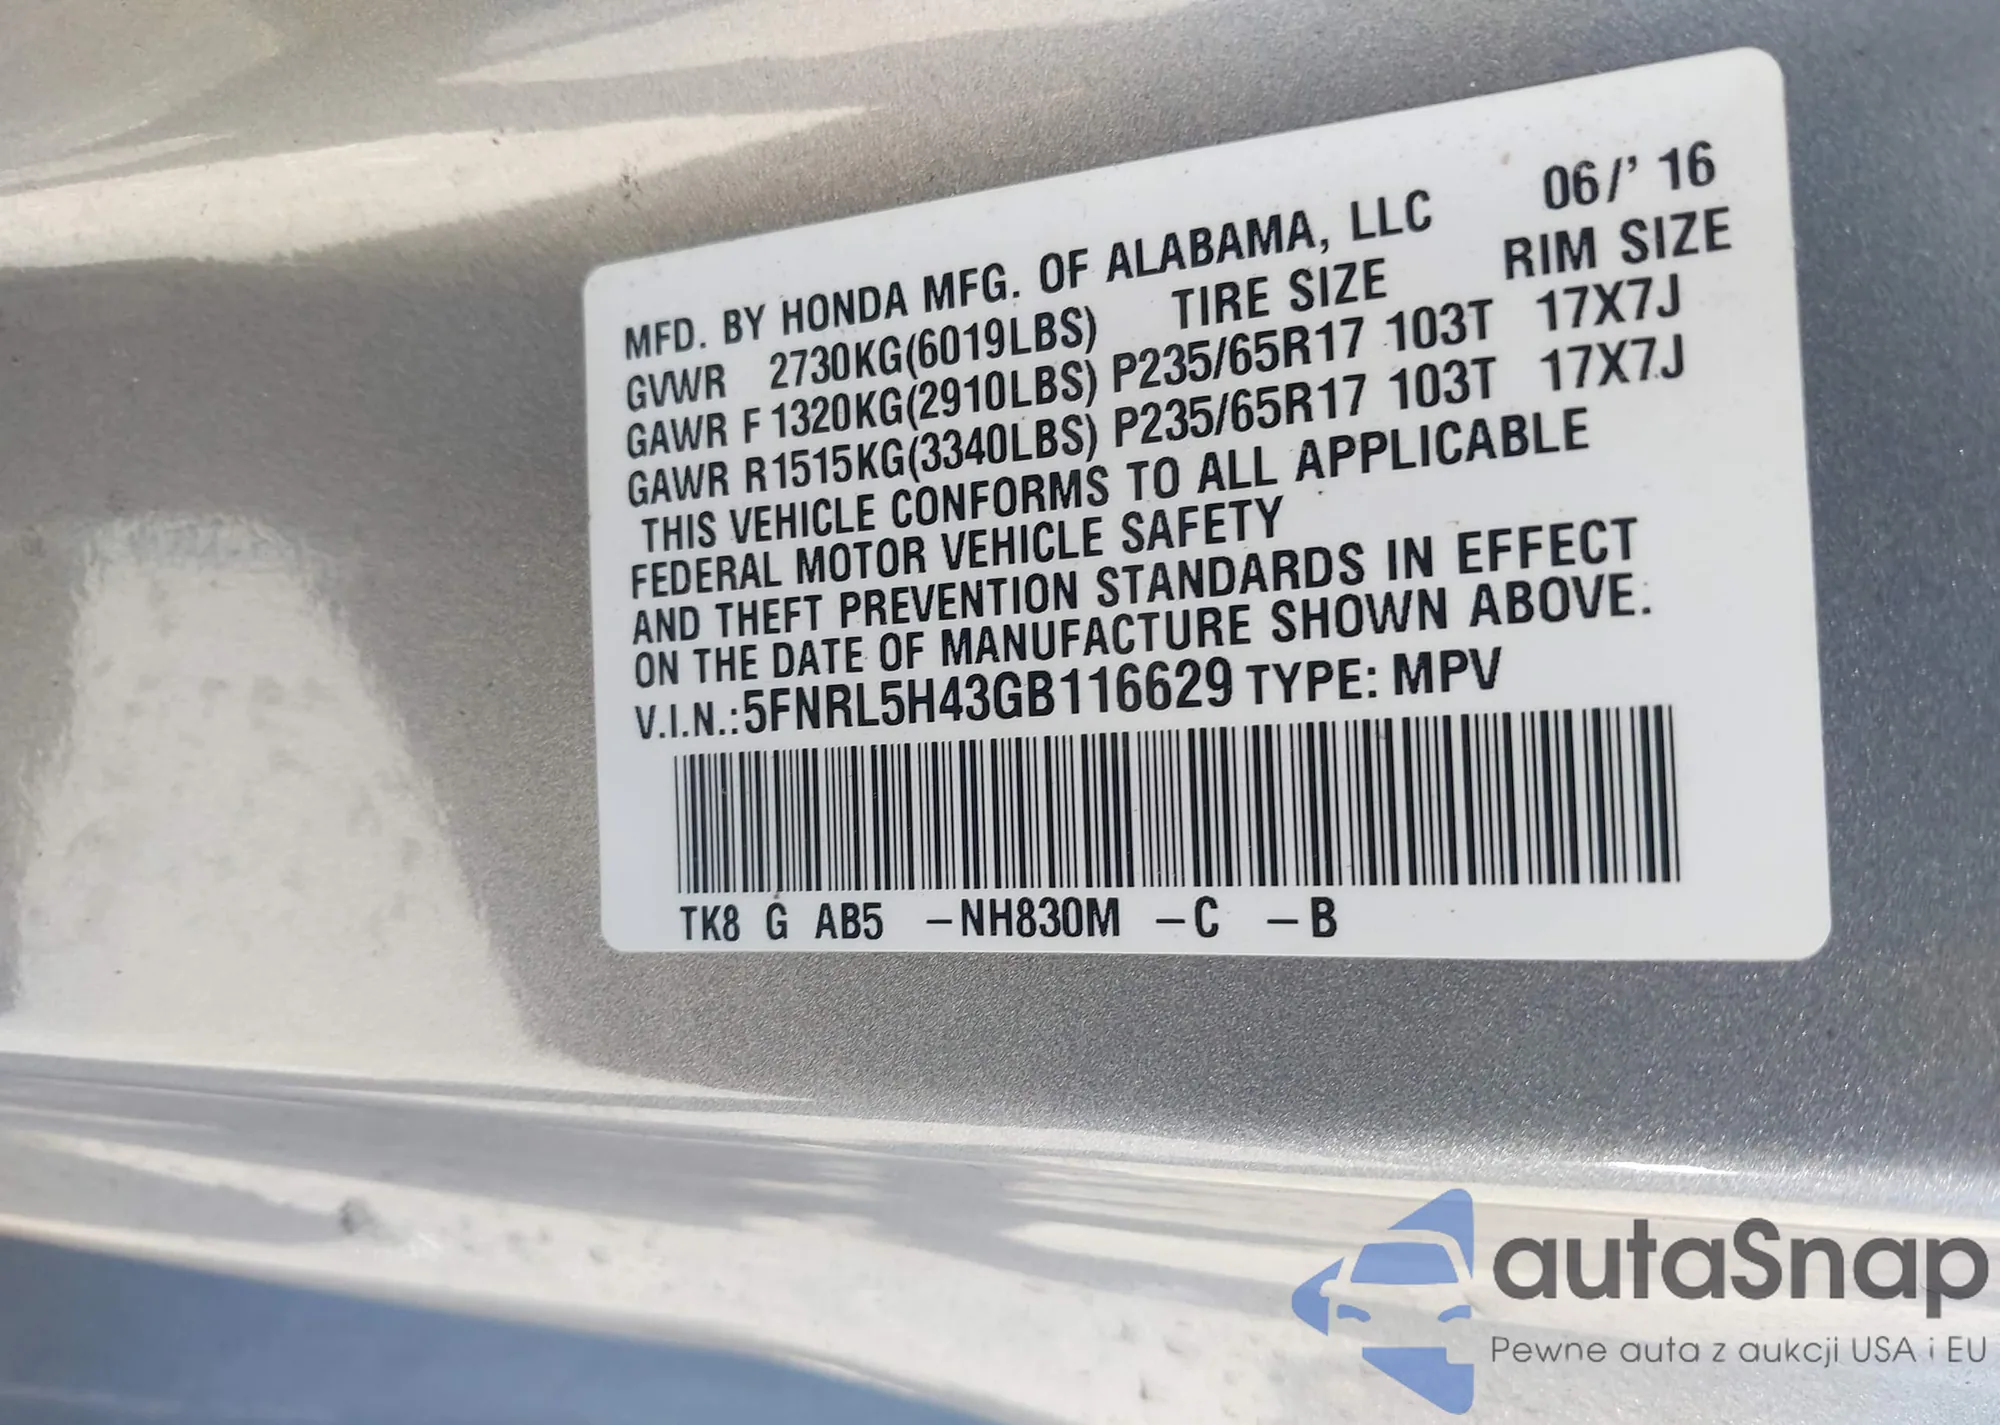 MFD. BY HONDA MFG. OF ALABAMA, LLC 06/' 16
GVWR 2730KG(6019LBS) TIRE SIZE RIM SIZE
GAWR F 1320KG(2910LBS) P235/65R17 103T 17X7J
GAWR R1515KG(3340LBS) P235/65R17 103T 17X7J
THIS VEHICLE CONFORMS TO ALL APPLICABLE
FEDERAL MOTOR VEHICLE SAFETY
AND THEFT PREVENTION STANDARDS IN EFFECT
ON THE DATE OF MANUFACTURE SHOWN ABOVE.
V.I.N.:5FNRL5H43GB116629 TYPE: MPV
TK8 G AB5 -NH830M -C -B
autaSnap
Pewne auta z aukcji USA i EU